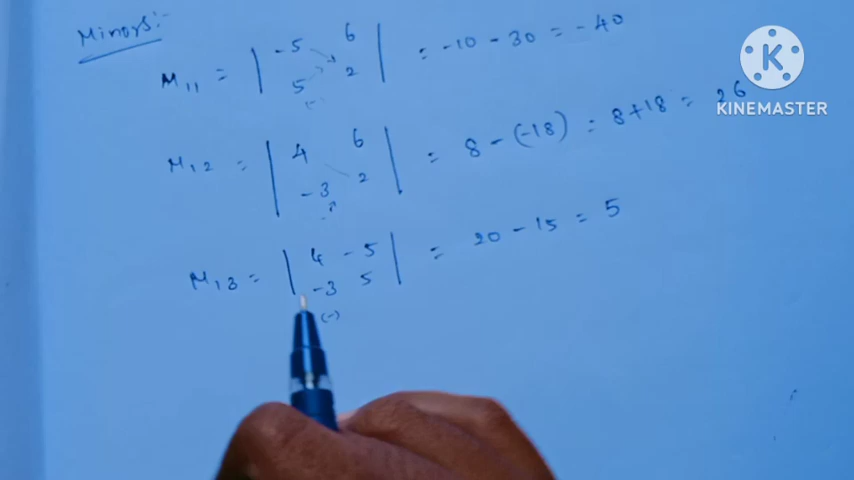 Minors:-
M₁₁ = | -5 6 | = -10 - 30 = -40
| 5 2 |
(-)
M₁₂ = | 4 6 | = 8 - (-18) = 8+18 = 26
| -3 2 |
-
M₁₃ = | 4 -5 | = 20 - 15 = 5
| -3 5 |
(-)
K
KINEMASTER